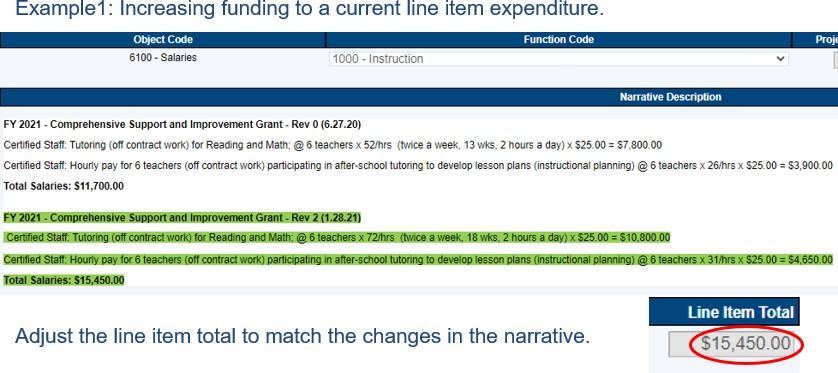 Example1: Increasing funding to a current line item expenditure.
Object Code Function Code Proje
6100 - Salaries 1000 - Instruction
Narrative Description
FY 2021 - Comprehensive Support and Improvement Grant - Rev 0 (6.27.20)
Certified Staff: Tutoring (off contract work) for Reading and Math; @ 6 teachers x 52/hrs (twice a week, 13 wks, 2 hours a day) x $25.00 = $7,800.00
Certified Staff: Hourly pay for 6 teachers (off contract work) participating in after-school tutoring to develop lesson plans (instructional planning) @ 6 teachers x 26/hrs x $25.00 = $3,900.00
Total Salaries: $11,700.00
FY 2021 - Comprehensive Support and Improvement Grant - Rev 2 (1.28.21)
Certified Staff: Tutoring (off contract work) for Reading and Math; @ 6 teachers x 72/hrs (twice a week, 18 wks, 2 hours a day) x $25.00 = $10,800.00
Certified Staff: Hourly pay for 6 teachers (off contract work) participating in after-school tutoring to develop lesson plans (instructional planning) @ 6 teachers x 31/hrs x $25.00 = $4,650.00
Total Salaries: $15,450.00
Line Item Total
Adjust the line item total to match the changes in the narrative.
$15,450.00